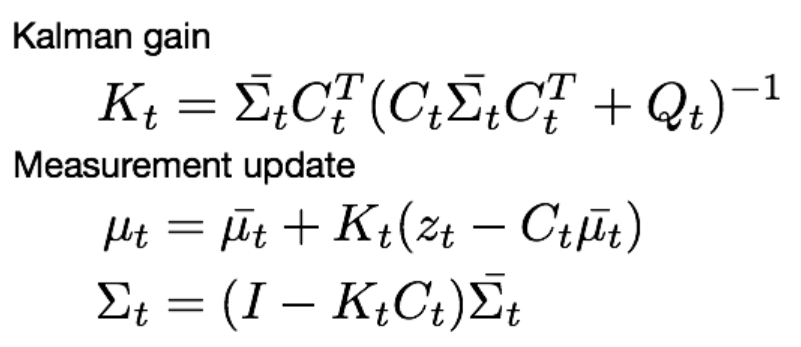 Kalman gain
K_t = Σ̄_t C_t^T (C_t Σ̄_t C_t^T + Q_t)^{-1}
Measurement update
μ_t = μ̄_t + K_t(z_t − C_t μ̄_t)
Σ_t = (I − K_t C_t)Σ̄_t